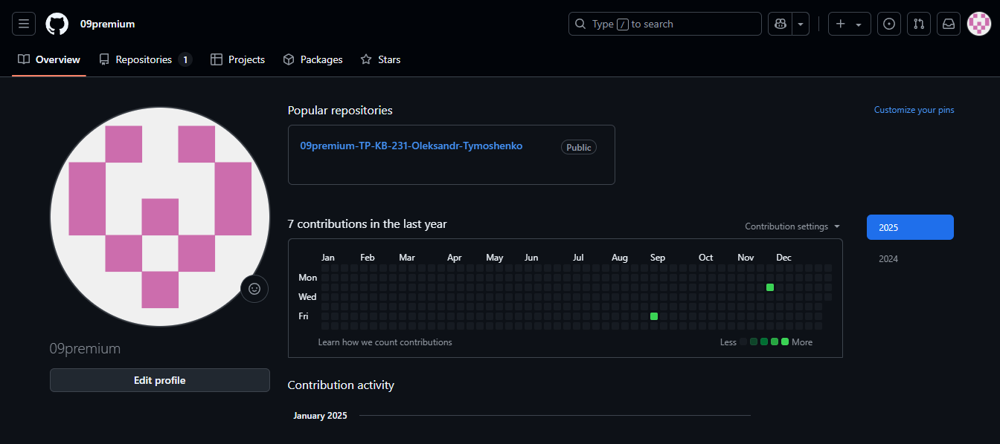 09premium
Type / to search
Overview
Repositories 1
Projects
Packages
Stars
Popular repositories
Customize your pins
09premium-TP-KB-231-Oleksandr-Tymoshenko
Public
7 contributions in the last year
Contribution settings
2025
2024
Jan Feb Mar Apr May Jun Jul Aug Sep Oct Nov Dec
Mon
Wed
Fri
Learn how we count contributions
Less More
09premium
Edit profile
Contribution activity
January 2025